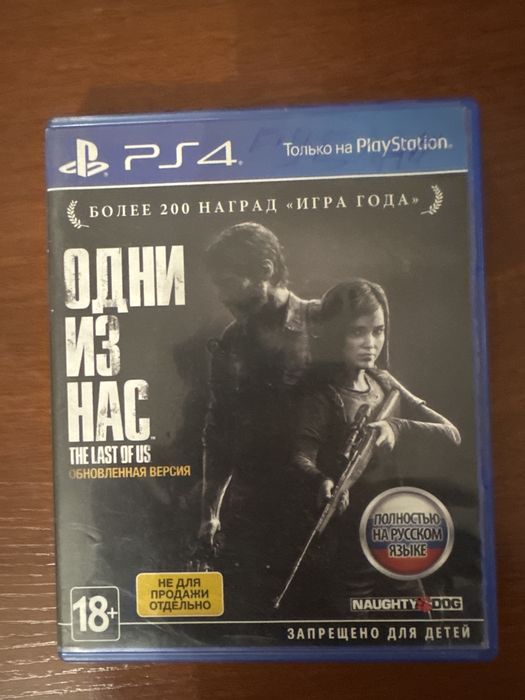 PS4
Только на PlayStation
БОЛЕЕ 200 НАГРАД «ИГРА ГОДА»
ОДНИ
ИЗ
НАС
THE LAST OF US
ОБНОВЛЕННАЯ ВЕРСИЯ
ПОЛНОСТЬЮ
НА РУССКОМ
ЯЗЫКЕ
НЕ ДЛЯ
ПРОДАЖИ
ОТДЕЛЬНО
18+
NAUGHTY DOG
ЗАПРЕЩЕНО ДЛЯ ДЕТЕЙ